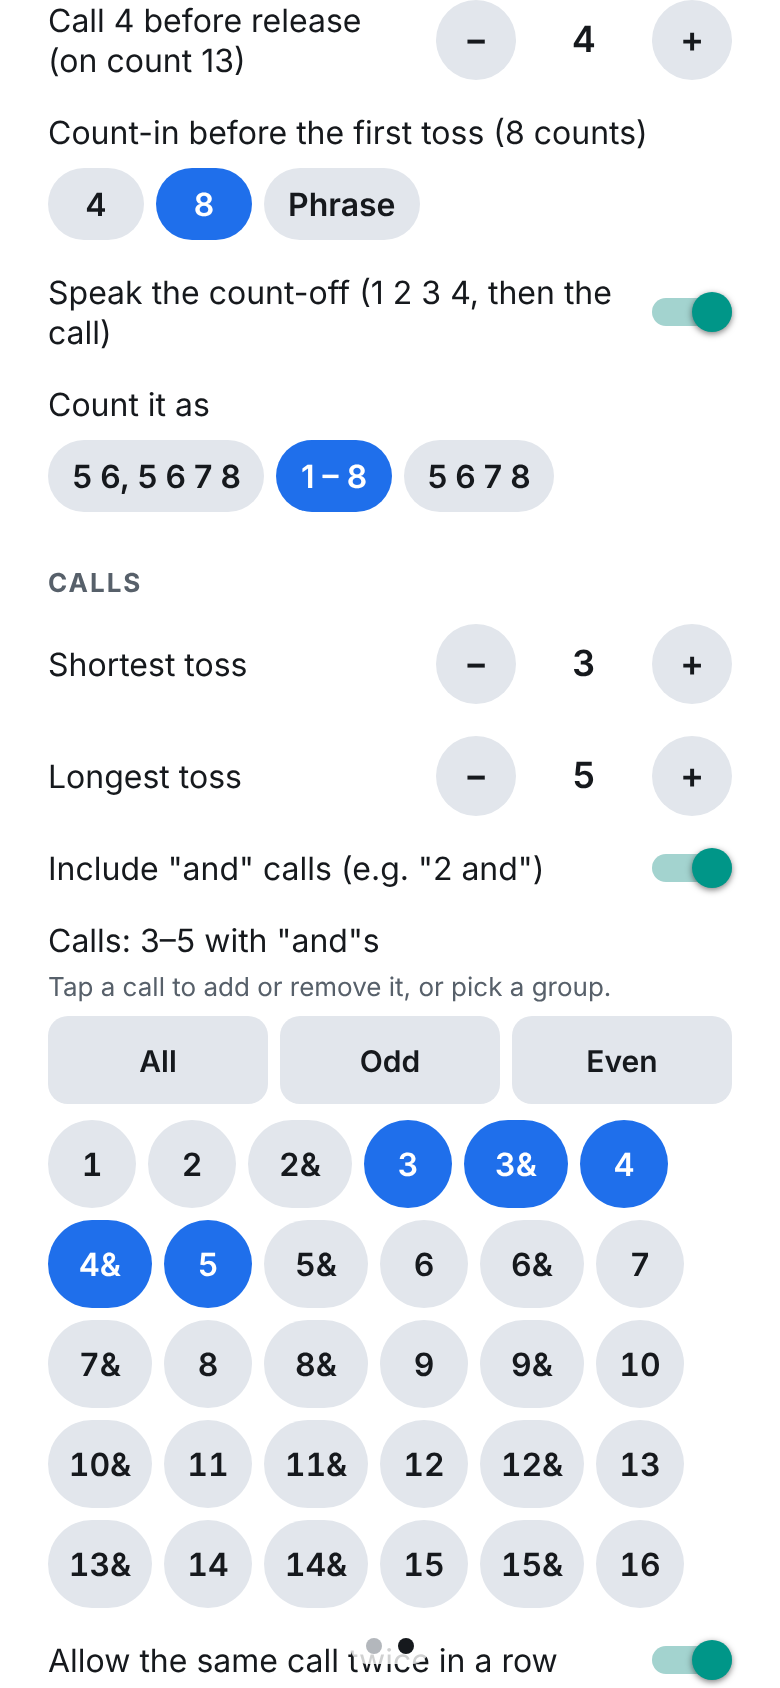 Call 4 before release
(on count 13)
− 4 +
Count-in before the first toss (8 counts)
4 8 Phrase
Speak the count-off (1 2 3 4, then the
call)
Count it as
5 6, 5 6 7 8 1 – 8 5 6 7 8
CALLS
Shortest toss − 3 +
Longest toss − 5 +
Include "and" calls (e.g. "2 and")
Calls: 3–5 with "and"s
Tap a call to add or remove it, or pick a group.
All Odd Even
1 2 2& 3 3& 4
4& 5 5& 6 6& 7
7& 8 8& 9 9& 10
10& 11 11& 12 12& 13
13& 14 14& 15 15& 16
Allow the same call twice in a row